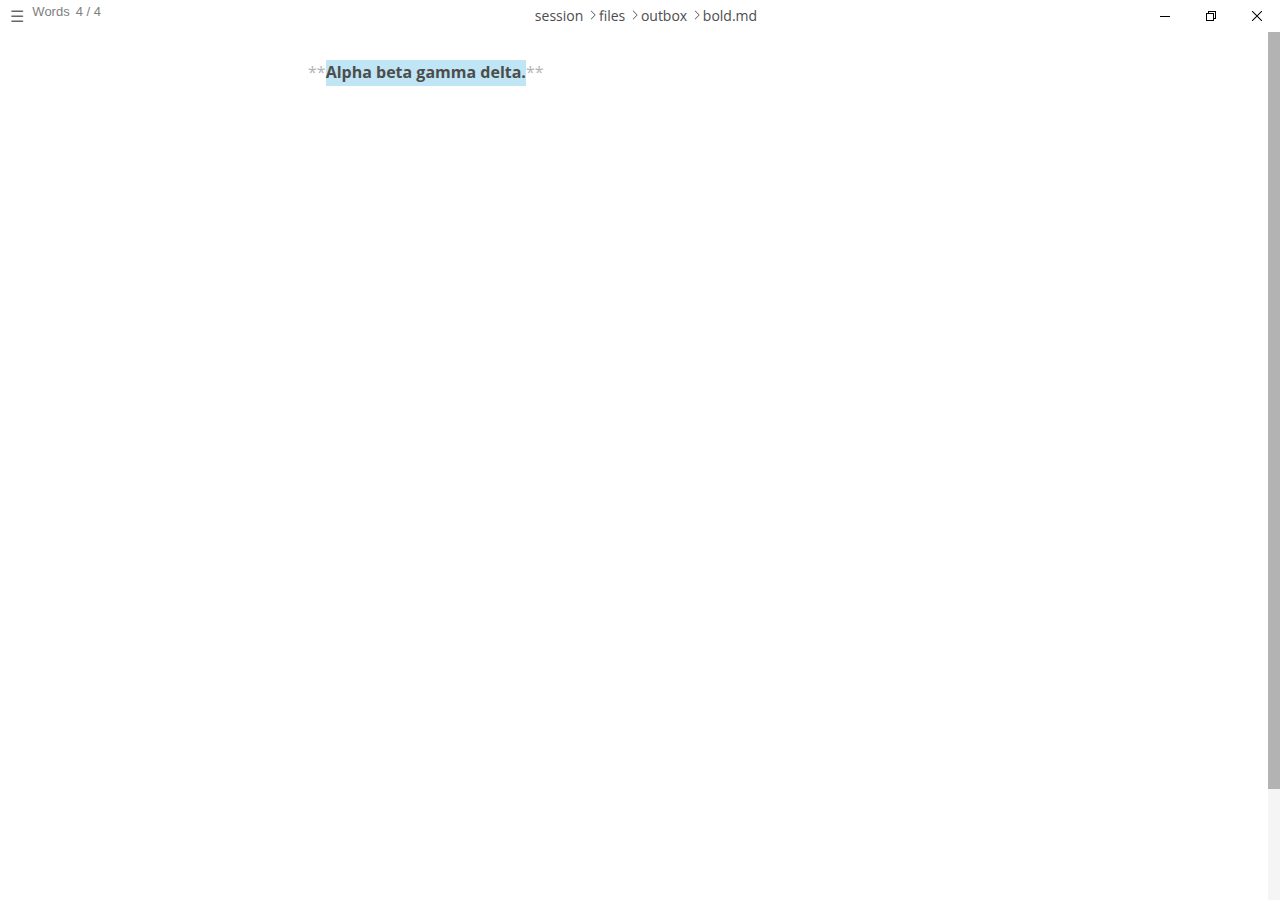 ☰ Words 4 / 4
session > files > outbox > bold.md
**Alpha beta gamma delta.**